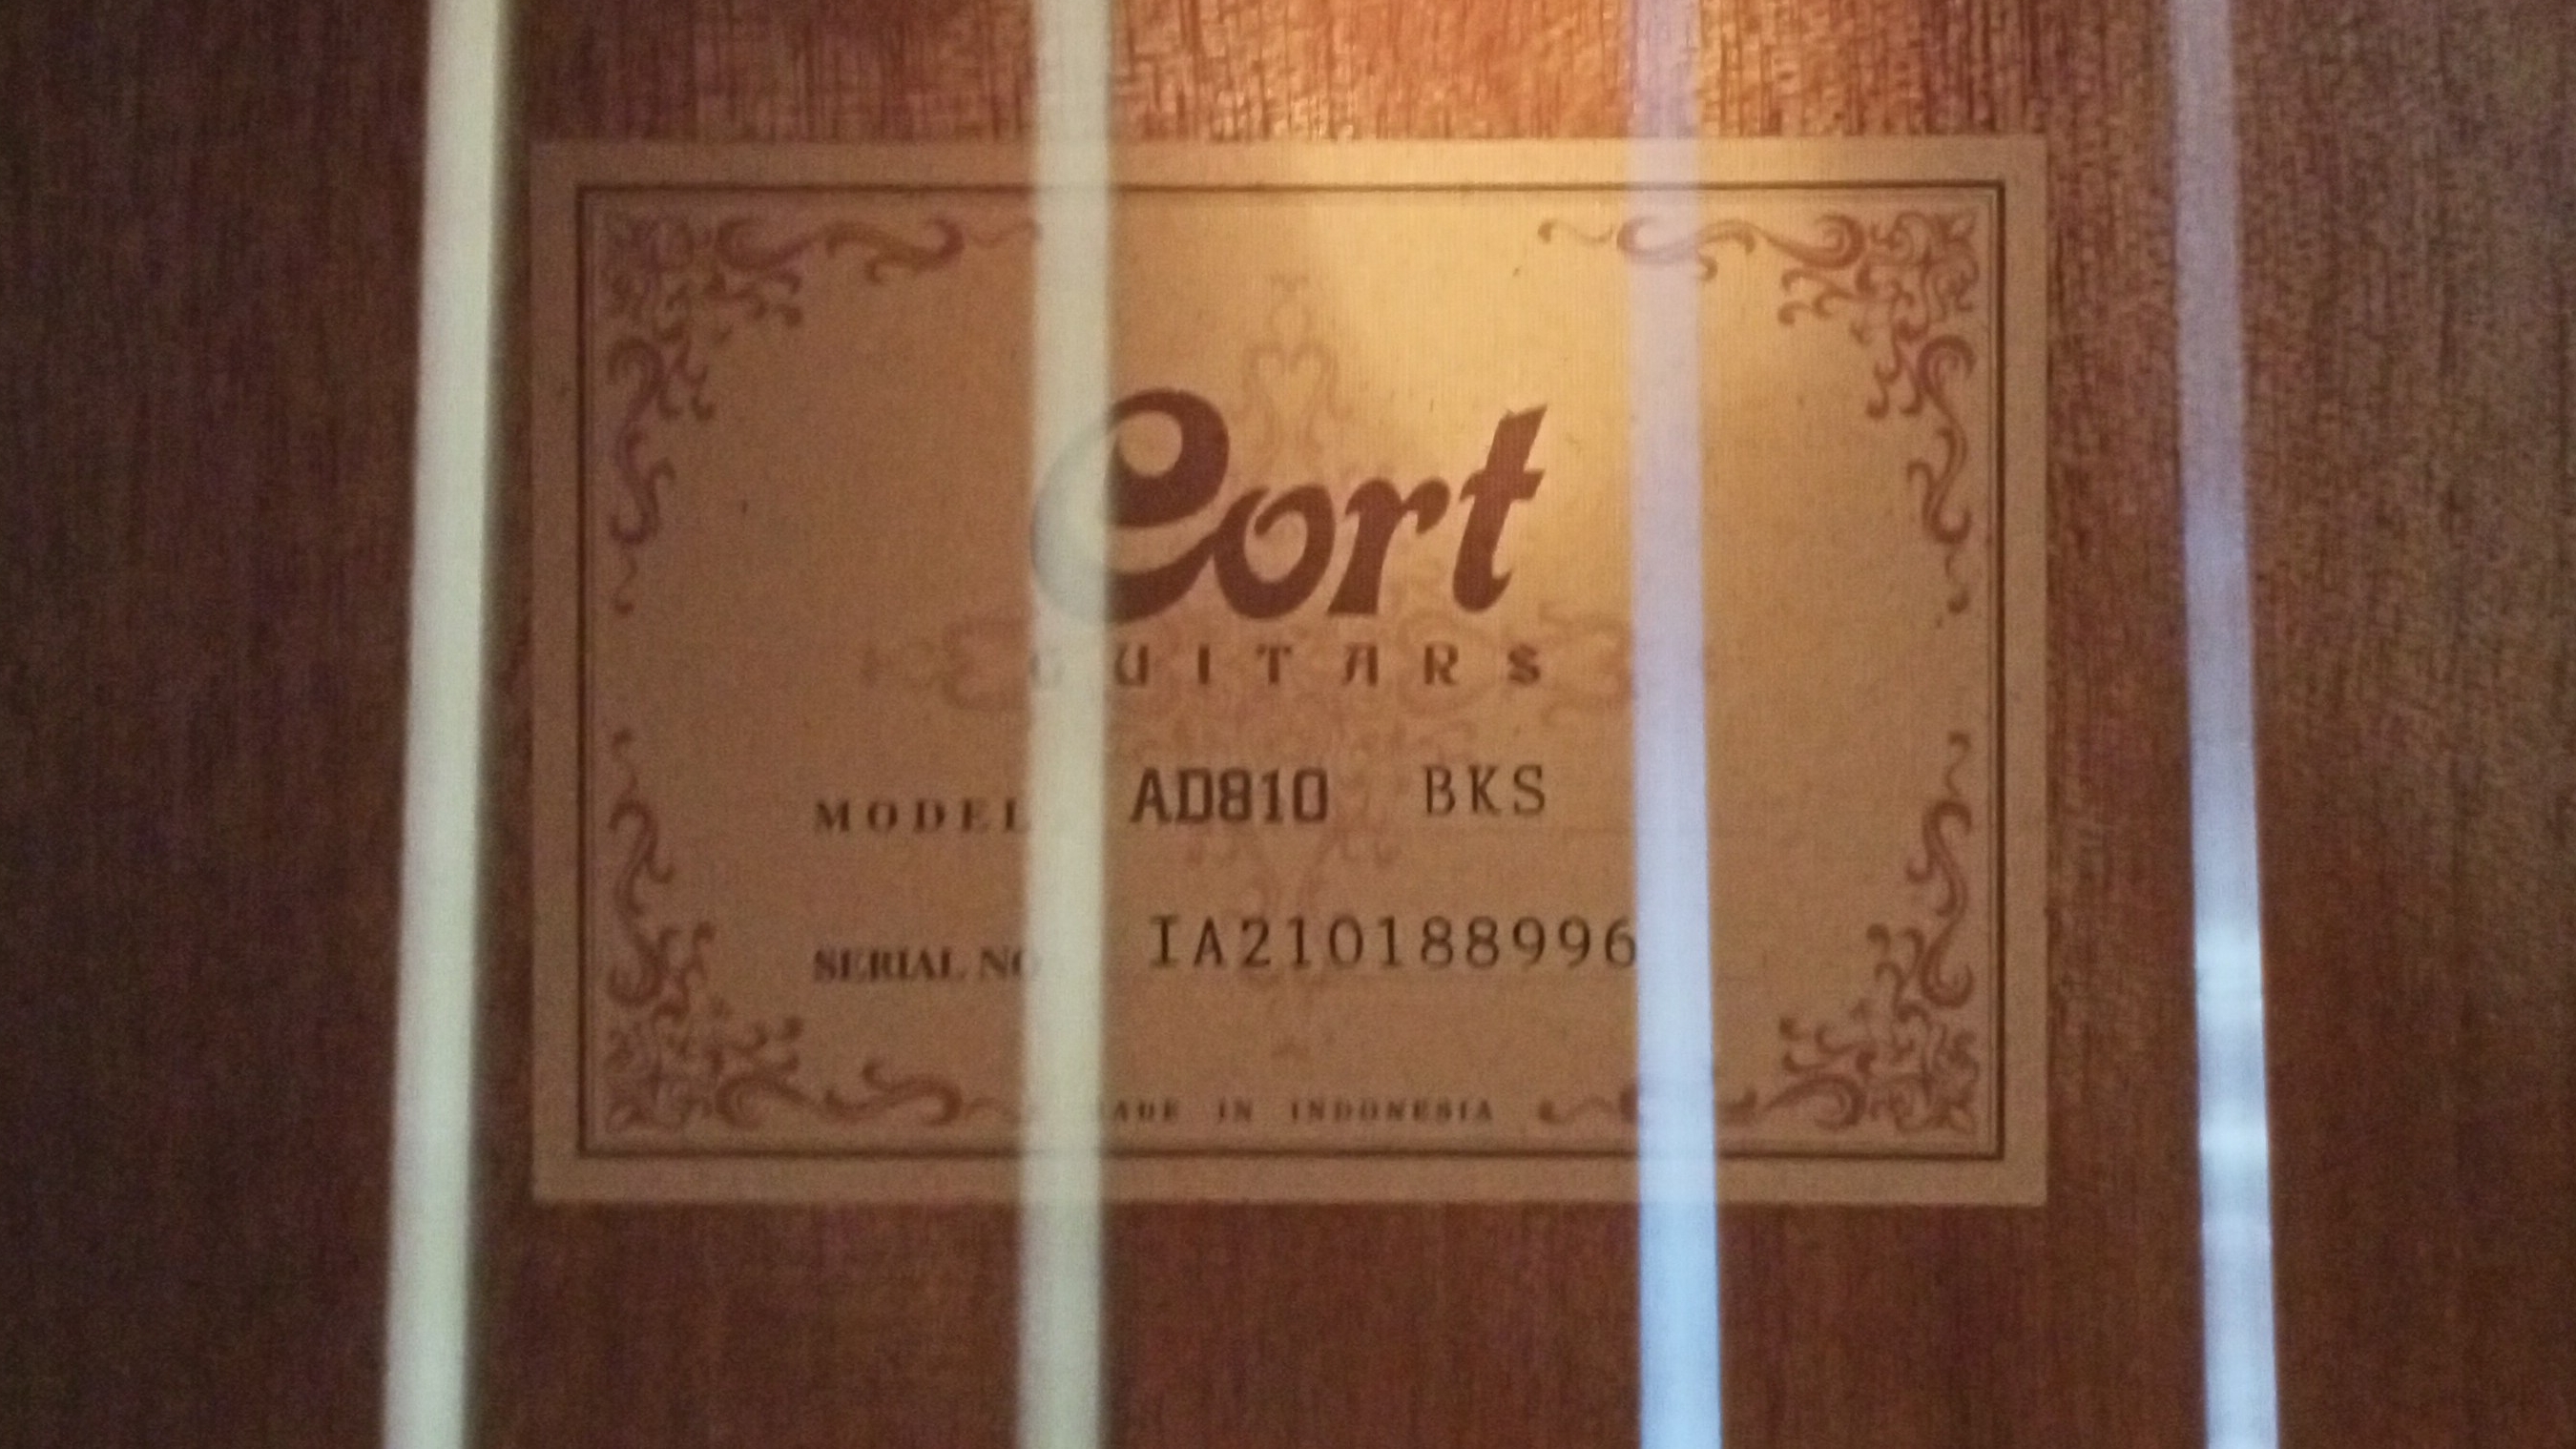 Cort
GUITARS
MODEL AD810 BKS
SERIAL NO IA210188996
MADE IN INDONESIA